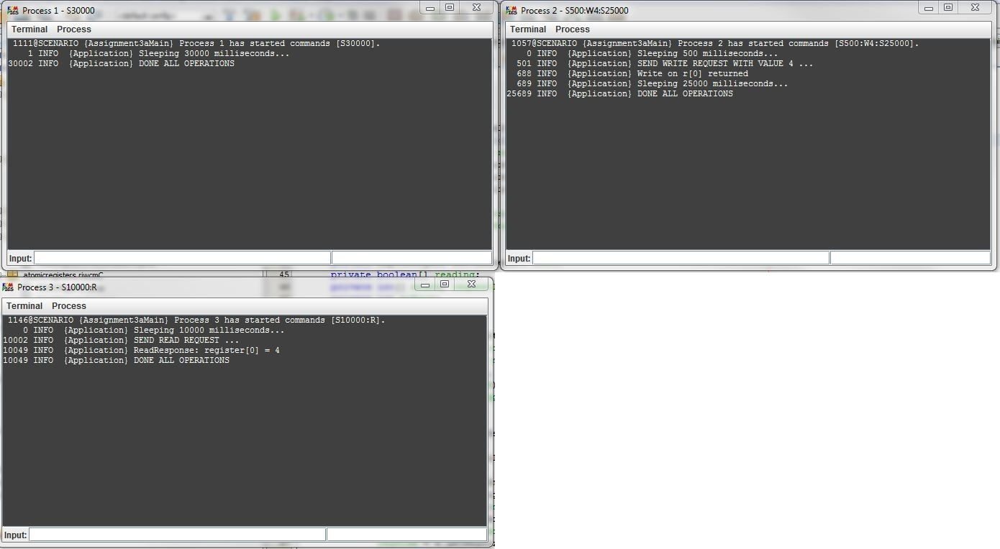 Process 1 - S30000
Terminal Process
1111@SCENARIO {Assignment3aMain} Process 1 has started commands [S30000].
1 INFO {Application} Sleeping 30000 milliseconds...
30002 INFO {Application} DONE ALL OPERATIONS
Input:
Process 2 - S500:W4:S25000
Terminal Process
1057@SCENARIO {Assignment3aMain} Process 2 has started commands [S500:W4:S25000].
0 INFO {Application} Sleeping 500 milliseconds...
501 INFO {Application} SEND WRITE REQUEST WITH VALUE 4 ...
688 INFO {Application} Write on r[0] returned
689 INFO {Application} Sleeping 25000 milliseconds...
25689 INFO {Application} DONE ALL OPERATIONS
Input:
atomicregisters.riwcmC 45 private boolean[] reading;
Process 3 - S10000:R
Terminal Process
1146@SCENARIO {Assignment3aMain} Process 3 has started commands [S10000:R].
0 INFO {Application} Sleeping 10000 milliseconds...
10002 INFO {Application} SEND READ REQUEST ...
10049 INFO {Application} ReadResponse: register[0] = 4
10049 INFO {Application} DONE ALL OPERATIONS
Input: